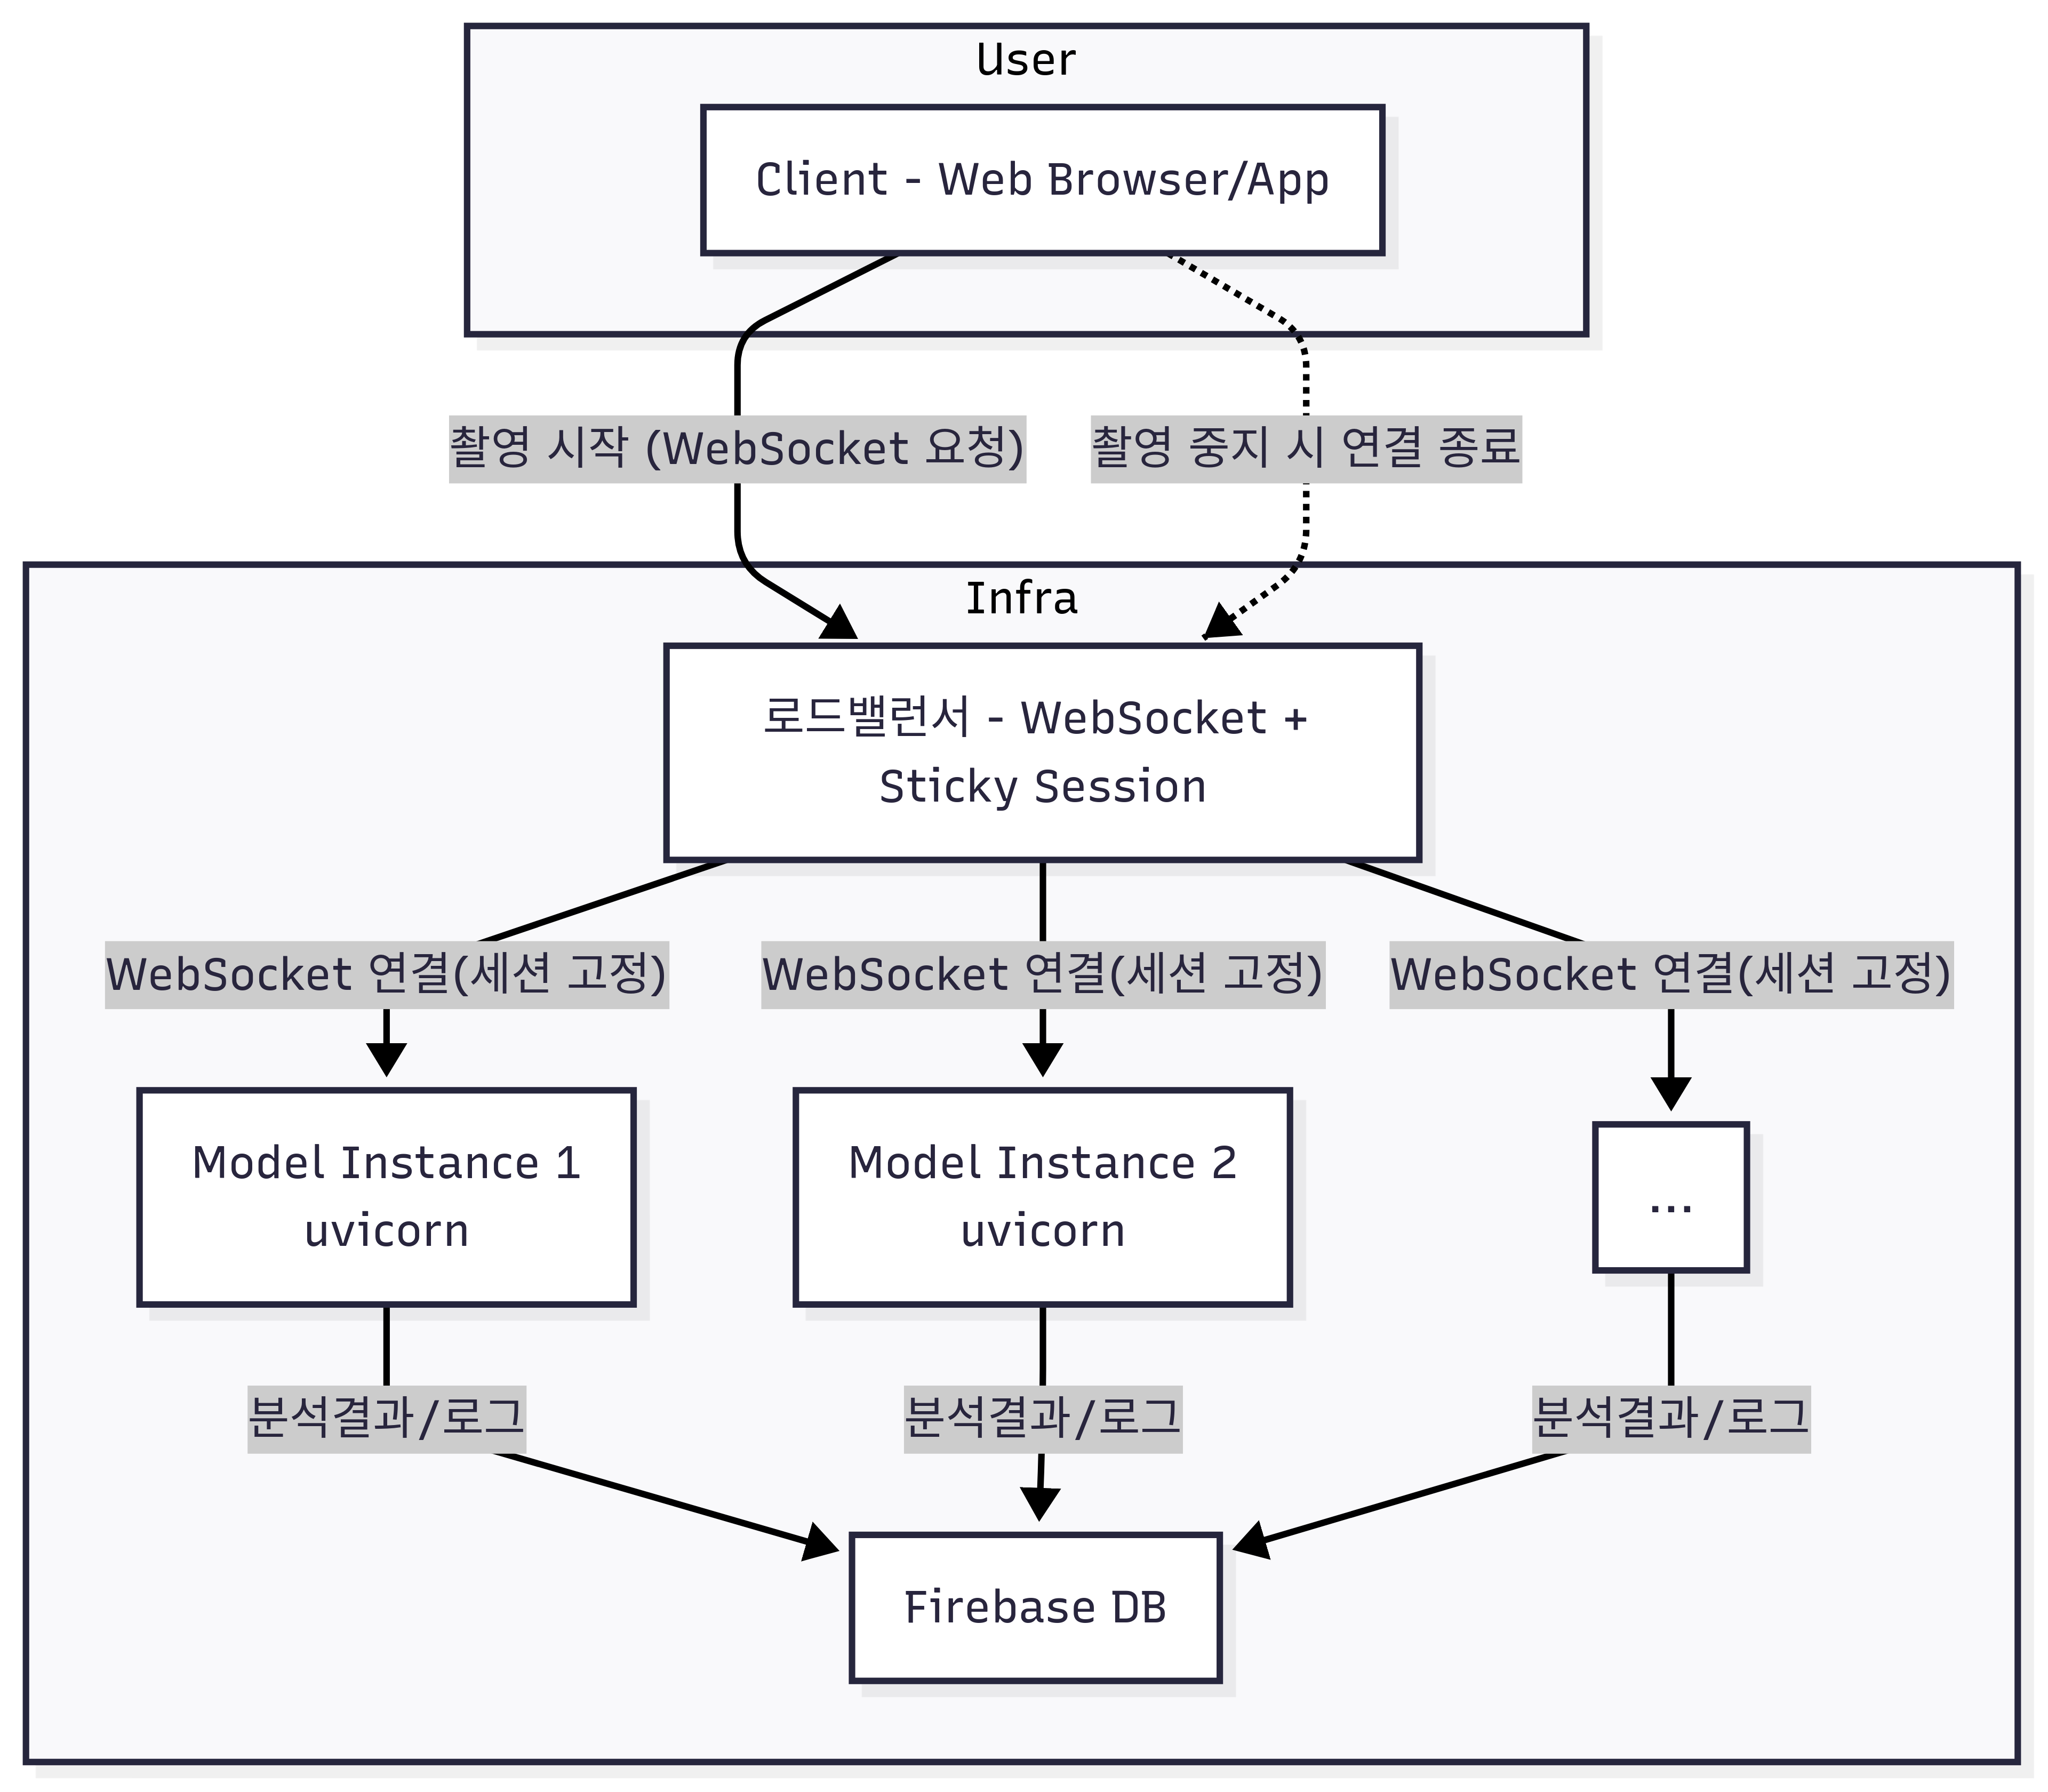 User
Client - Web Browser/App
촬영 시작 (WebSocket 요청)
촬영 중지 시 연결 종료
Infra
로드밸런서 - WebSocket +
Sticky Session
WebSocket 연결(세션 고정)
WebSocket 연결(세션 고정)
WebSocket 연결(세션 고정)
Model Instance 1
uvicorn
Model Instance 2
uvicorn
...
분석결과/로그
분석결과/로그
분석결과/로그
Firebase DB